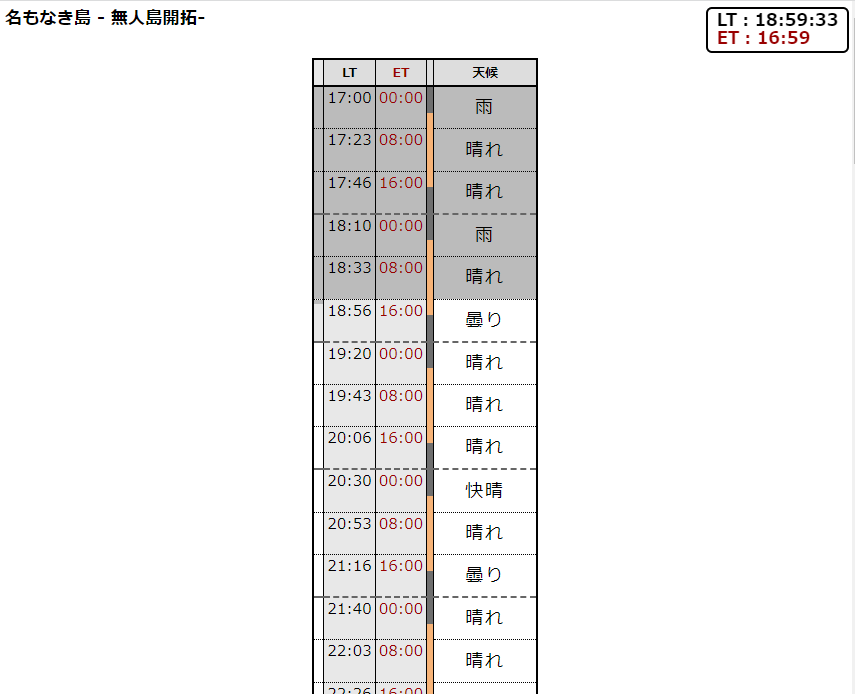 名もなき島 - 無人島開拓-
LT : 18:59:33
ET : 16:59
LT ET 天候
17:00 00:00 雨
17:23 08:00 晴れ
17:46 16:00 晴れ
18:10 00:00 雨
18:33 08:00 晴れ
18:56 16:00 曇り
19:20 00:00 晴れ
19:43 08:00 晴れ
20:06 16:00 晴れ
20:30 00:00 快晴
20:53 08:00 晴れ
21:16 16:00 曇り
21:40 00:00 晴れ
22:03 08:00 晴れ
22:26 16:00